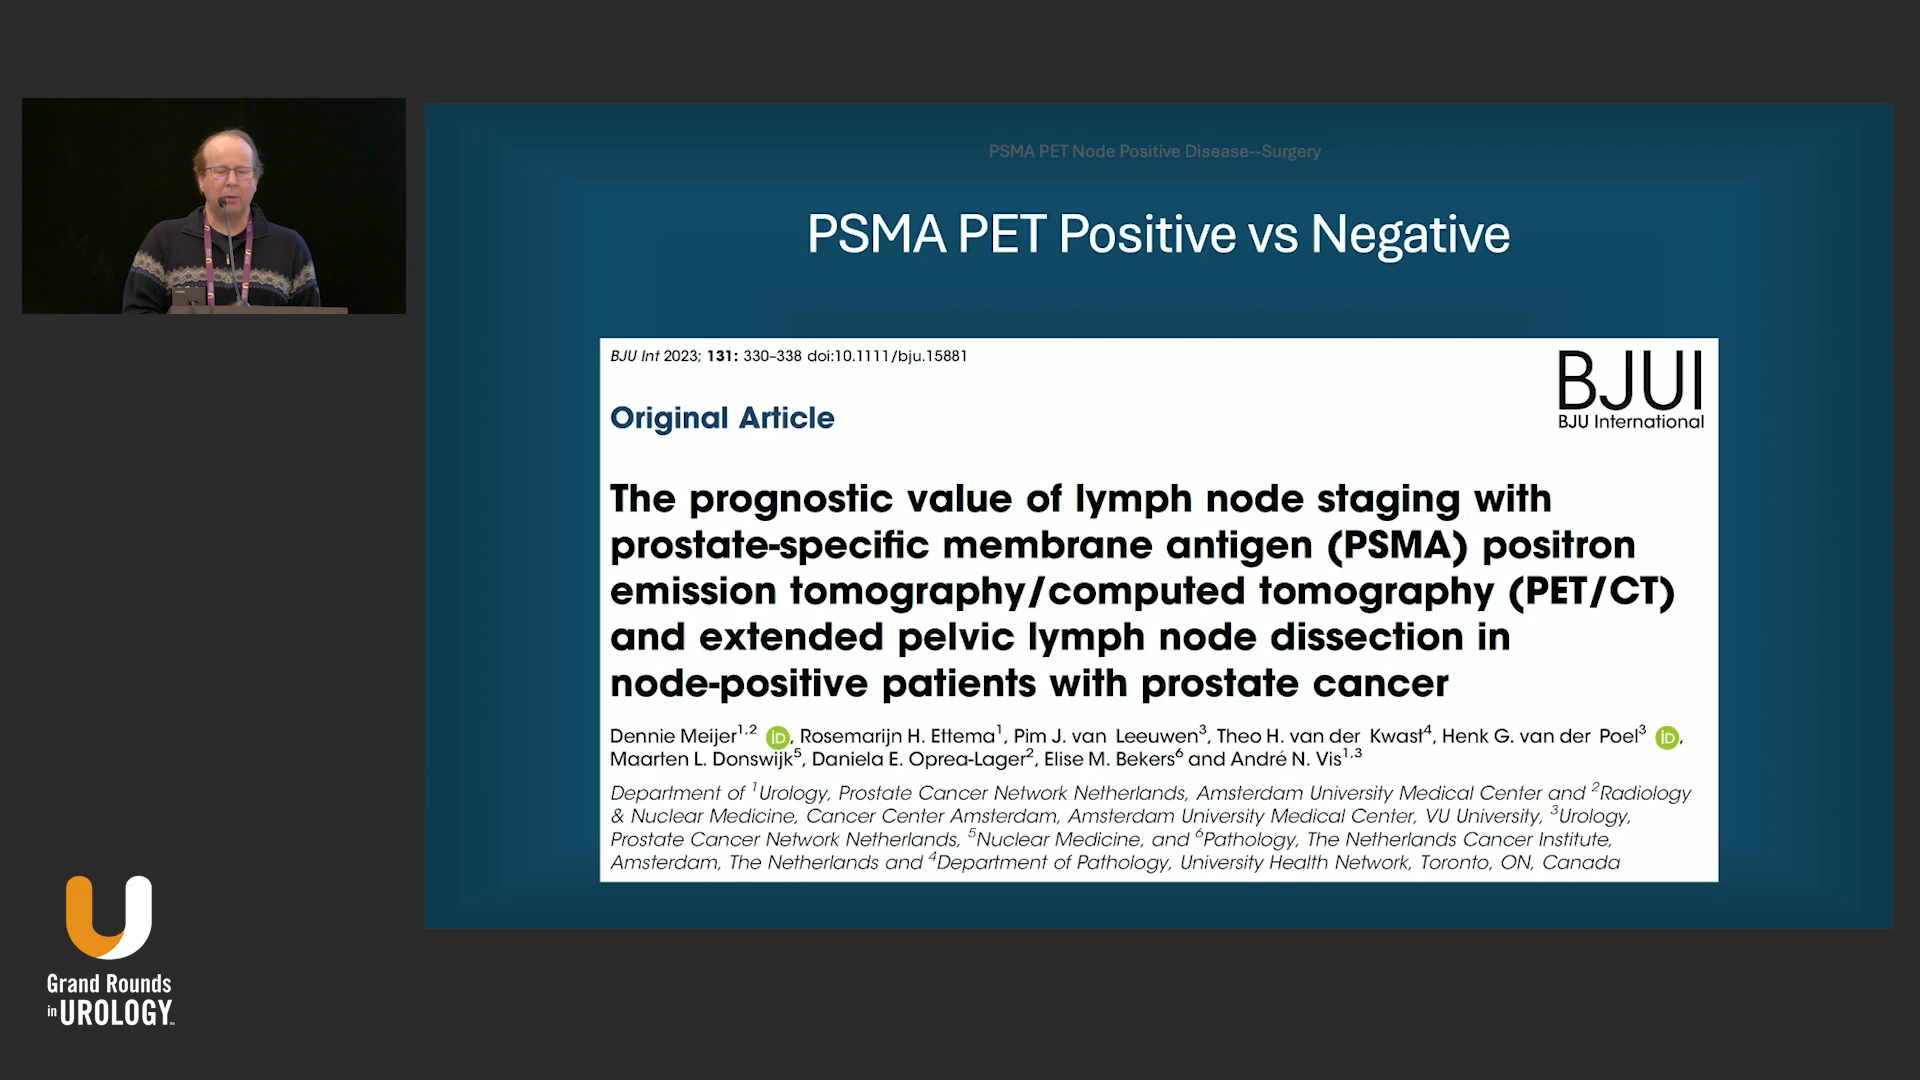 PSMA PET Node Positive Disease--Surgery
PSMA PET Positive vs Negative
BJU Int 2023; 131: 330–338 doi:10.1111/bju.15881
BJUI
BJU International
Original Article
The prognostic value of lymph node staging with
prostate-specific membrane antigen (PSMA) positron
emission tomography/computed tomography (PET/CT)
and extended pelvic lymph node dissection in
node-positive patients with prostate cancer
Dennie Meijer1,2 iD, Rosemarijn H. Ettema1, Pim J. van Leeuwen3, Theo H. van der Kwast4, Henk G. van der Poel3 iD,
Maarten L. Donswijk5, Daniela E. Oprea-Lager2, Elise M. Bekers6 and André N. Vis1,3
Department of 1Urology, Prostate Cancer Network Netherlands, Amsterdam University Medical Center and 2Radiology
& Nuclear Medicine, Cancer Center Amsterdam, Amsterdam University Medical Center, VU University, 3Urology,
Prostate Cancer Network Netherlands, 5Nuclear Medicine, and 6Pathology, The Netherlands Cancer Institute,
Amsterdam, The Netherlands and 4Department of Pathology, University Health Network, Toronto, ON, Canada
Grand Rounds
in UROLOGY™